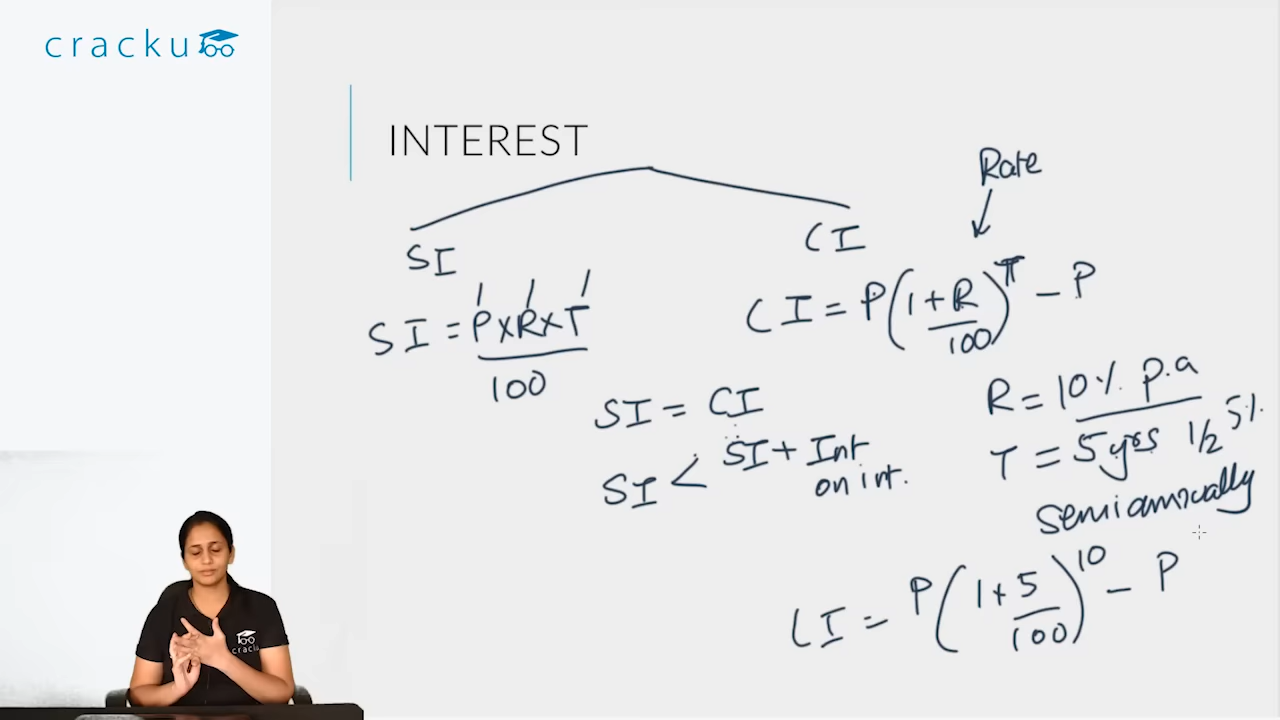 cracku
INTEREST
Rate
SI
CI
SI = P×R×T
100
CI = P(1+R/100)^T - P
SI = CI
SI < SI + Int
on int.
R = 10% p.a
T = 5 yrs 1/2 5%
semiannually
CI = P(1+5/100)^10 - P
cracku